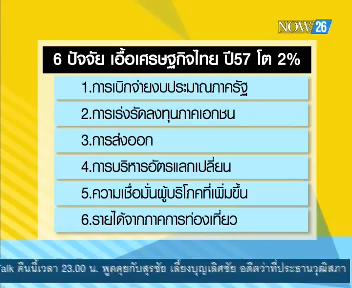 NOW 26
6 ปัจจัย เอื้อเศรษฐกิจไทย ปี57 โต 2%
1.การเบิกจ่ายงบประมาณภาครัฐ
2.การเร่งรัดลงทุนภาคเอกชน
3.การส่งออก
4.การบริหารอัตรแลกเปลี่ยน
5.ความเชื่อมั่นผู้บริโภคที่เพิ่มขึ้น
6.รายได้จากภาคการท่องเที่ยว
Talk คืนนี้เวลา 23.00 น. พูดคุยกับสุรชัย เลี้ยงบุญเลิศชัย อดีตว่าที่ประธานวุฒิสภา